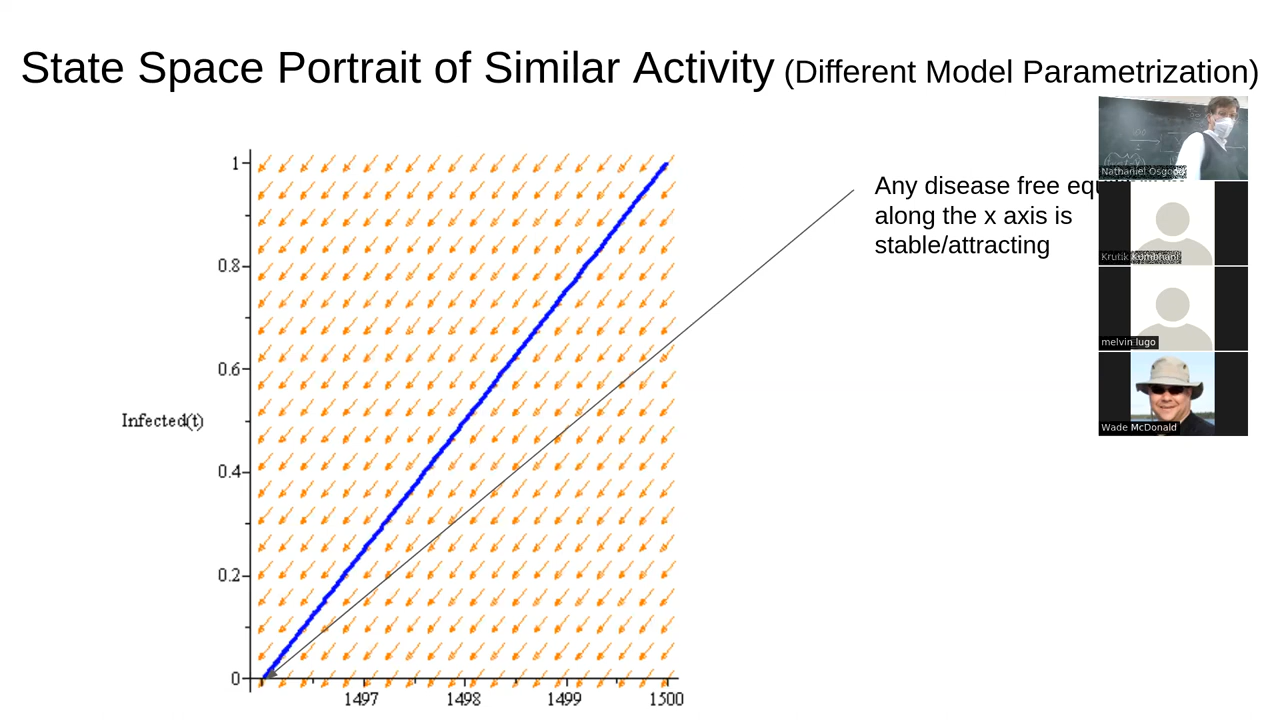 State Space Portrait of Similar Activity (Different Model Parametrization)
Any disease free
along the x axis is
stable/attracting
Nathaniel Osgood
Krutik Kumbhani
melvin lugo
Wade McDonald
1
0.8
0.6
Infected(t)
0.4
0.2
0
1497 1498 1499 1500